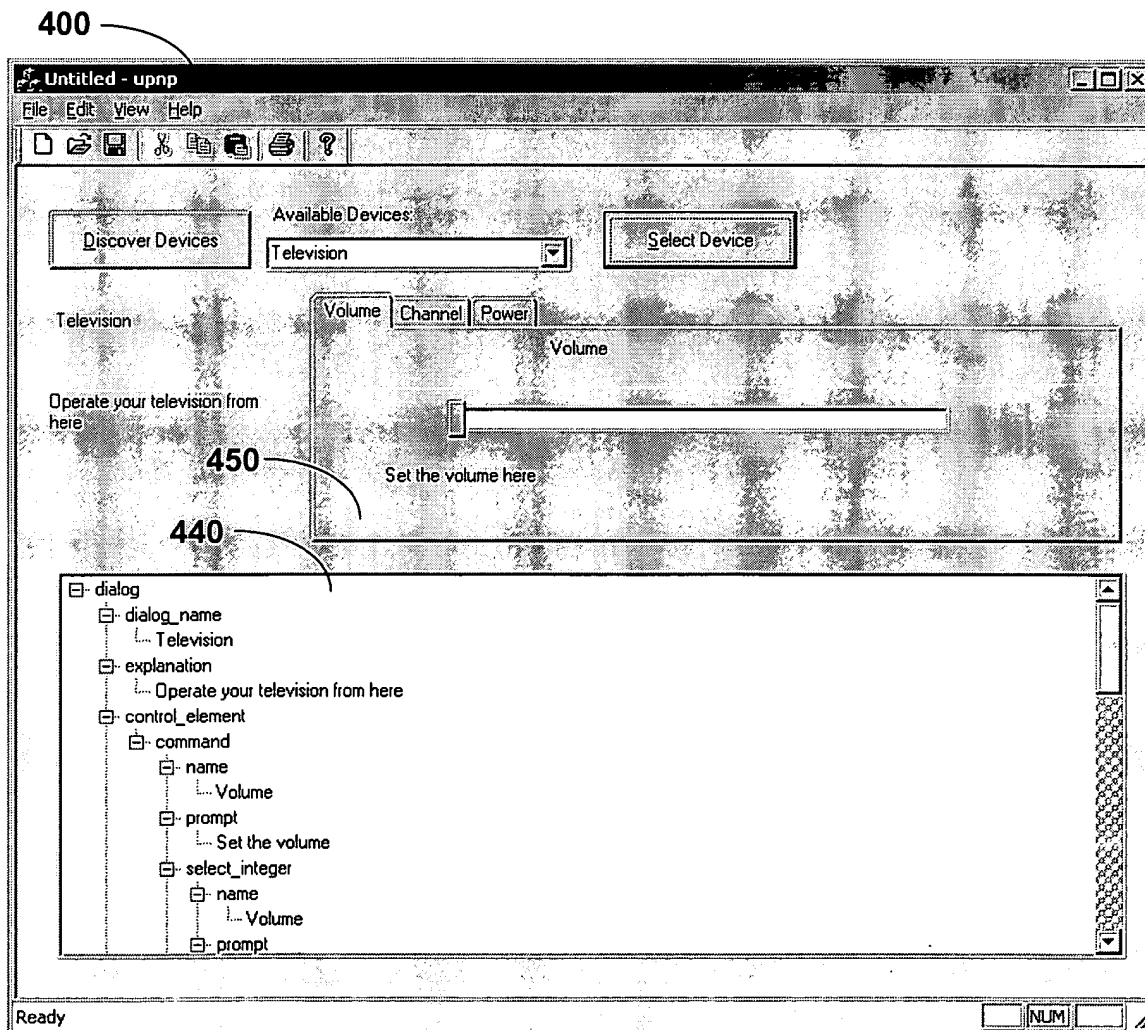 400
Untitled - upnp
File Edit View Help
Discover Devices
Available Devices:
Television
Select Device
Television
Volume Channel Power
Volume
Operate your television from
here
450
Set the volume here
440
dialog
dialog_name
Television
explanation
Operate your television from here
control_element
command
name
Volume
prompt
Set the volume
select_integer
name
Volume
prompt
Ready
NUM